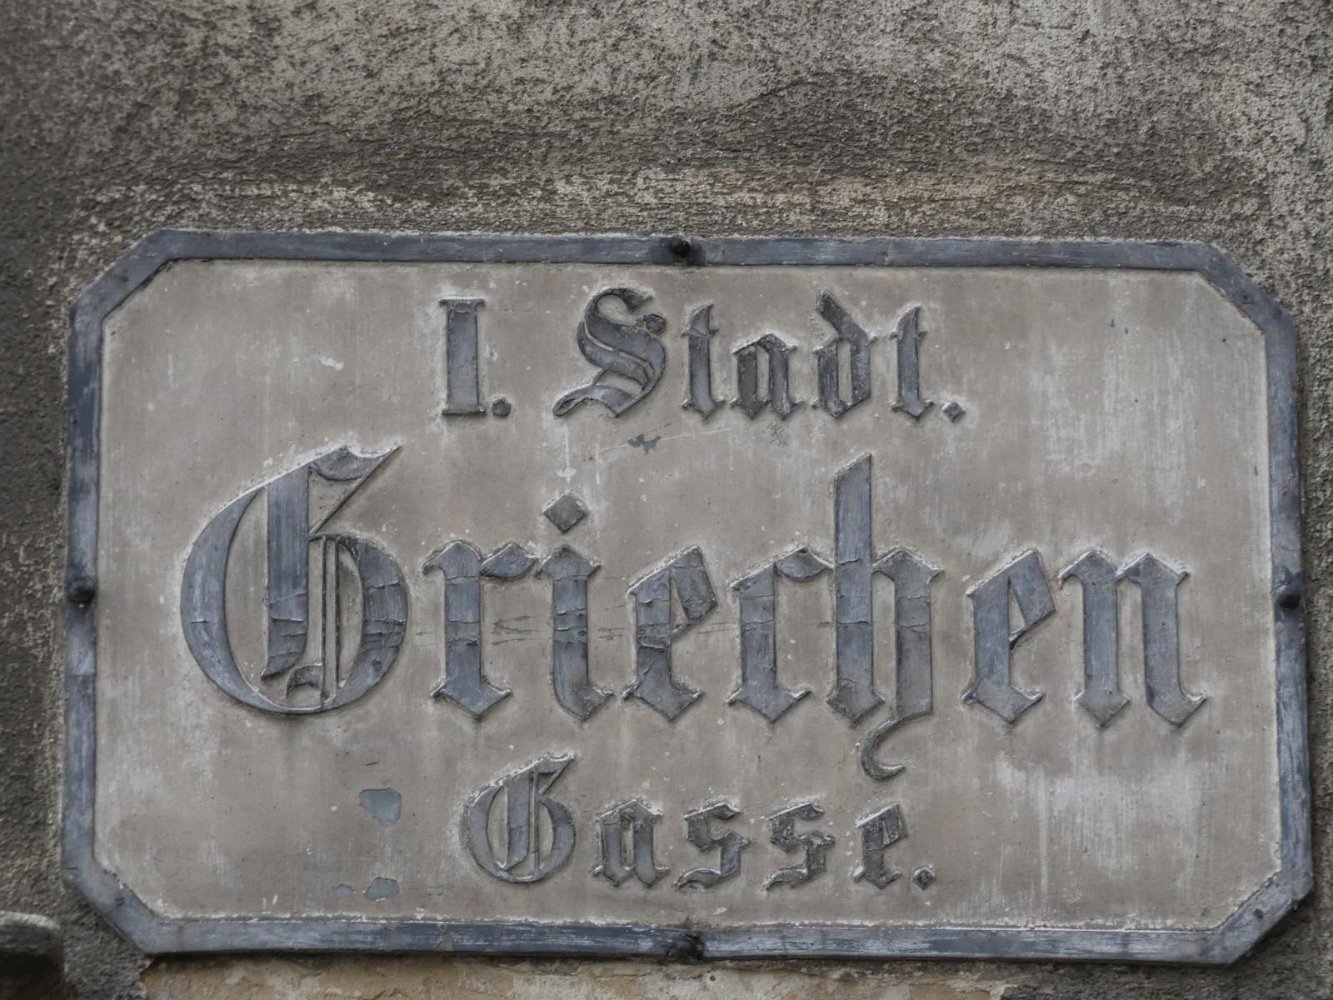 I. Stadt.
Griechen
Gasse.